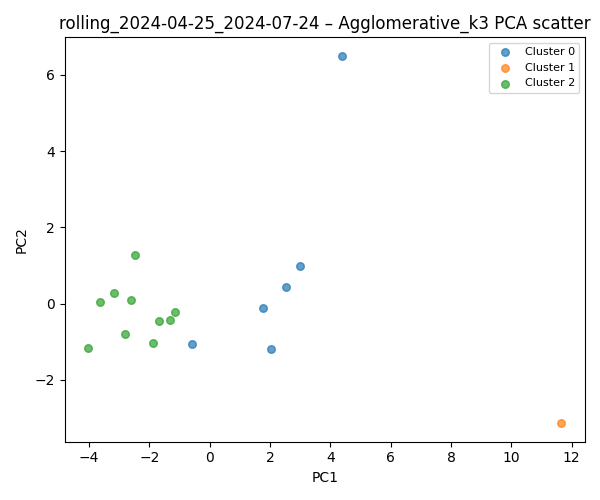 rolling_2024-04-25_2024-07-24 – Agglomerative_k3 PCA scatter
Cluster 0
Cluster 1
Cluster 2
PC2
6
4
2
0
−2
−4 −2 0 2 4 6 8 10 12
PC1